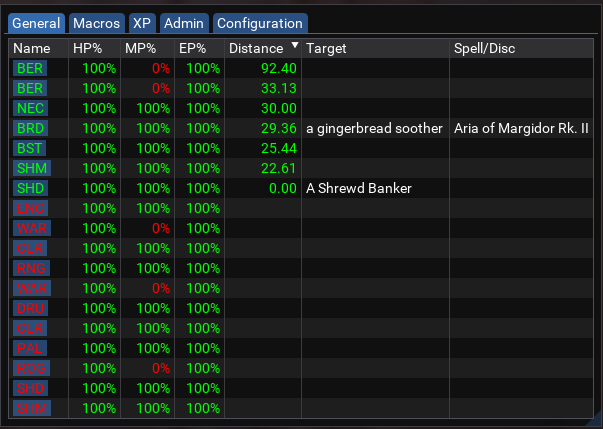 General Macros XP Admin Configuration
Name HP% MP% EP% Distance Target Spell/Disc
BER 100% 0% 100% 92.40
BER 100% 0% 100% 33.13
NEC 100% 100% 100% 30.00
BRD 100% 100% 100% 29.36 a gingerbread soother Aria of Margidor Rk. II
BST 100% 100% 100% 25.44
SHM 100% 100% 100% 22.61
SHD 100% 100% 100% 0.00 A Shrewd Banker
ENC 100% 100% 100%
WAR 100% 0% 100%
CLR 100% 100% 100%
RNG 100% 100% 100%
WAR 100% 0% 100%
DRU 100% 100% 100%
CLR 100% 100% 100%
PAL 100% 100% 100%
ROG 100% 0% 100%
SHD 100% 100% 100%
SHM 100% 100% 100%